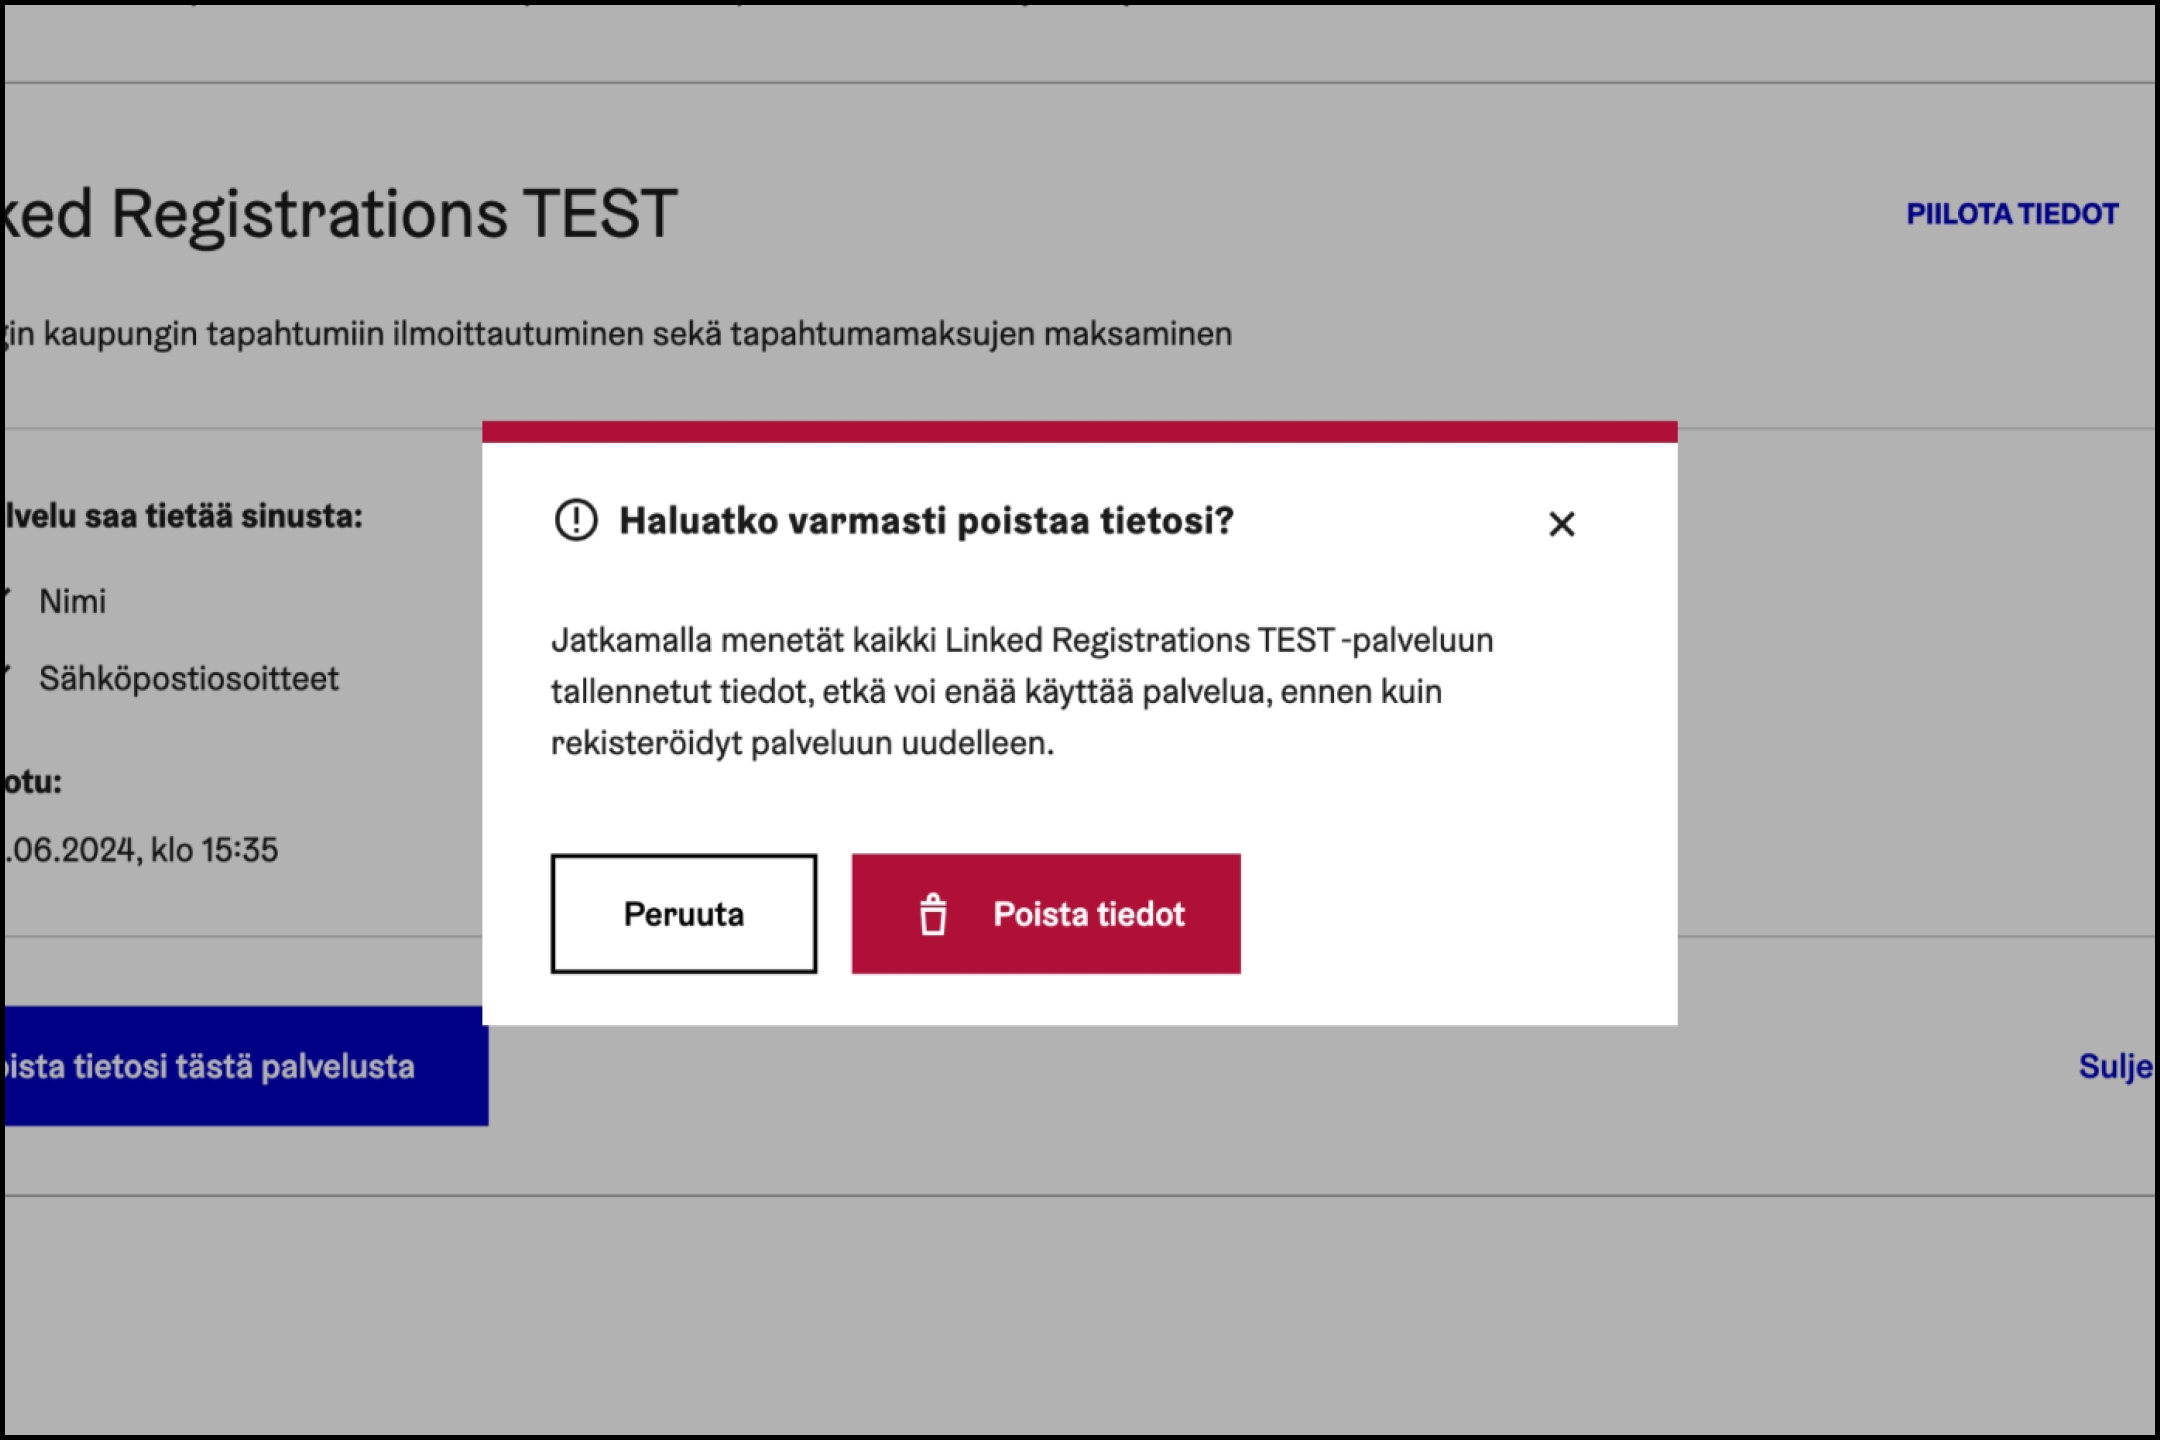 ked Registrations TEST
PIILOTA TIEDOT
gin kaupungin tapahtumiin ilmoittautuminen sekä tapahtumamaksujen maksaminen
lvelu saa tietää sinusta:
Nimi
Sähköpostiosoitteet
otu:
.06.2024, klo 15:35
Haluatko varmasti poistaa tietosi?
Jatkamalla menetät kaikki Linked Registrations TEST -palveluun
tallennetut tiedot, etkä voi enää käyttää palvelua, ennen kuin
rekisteröidyt palveluun uudelleen.
Peruuta
Poista tiedot
oista tietosi tästä palvelusta
Sulje